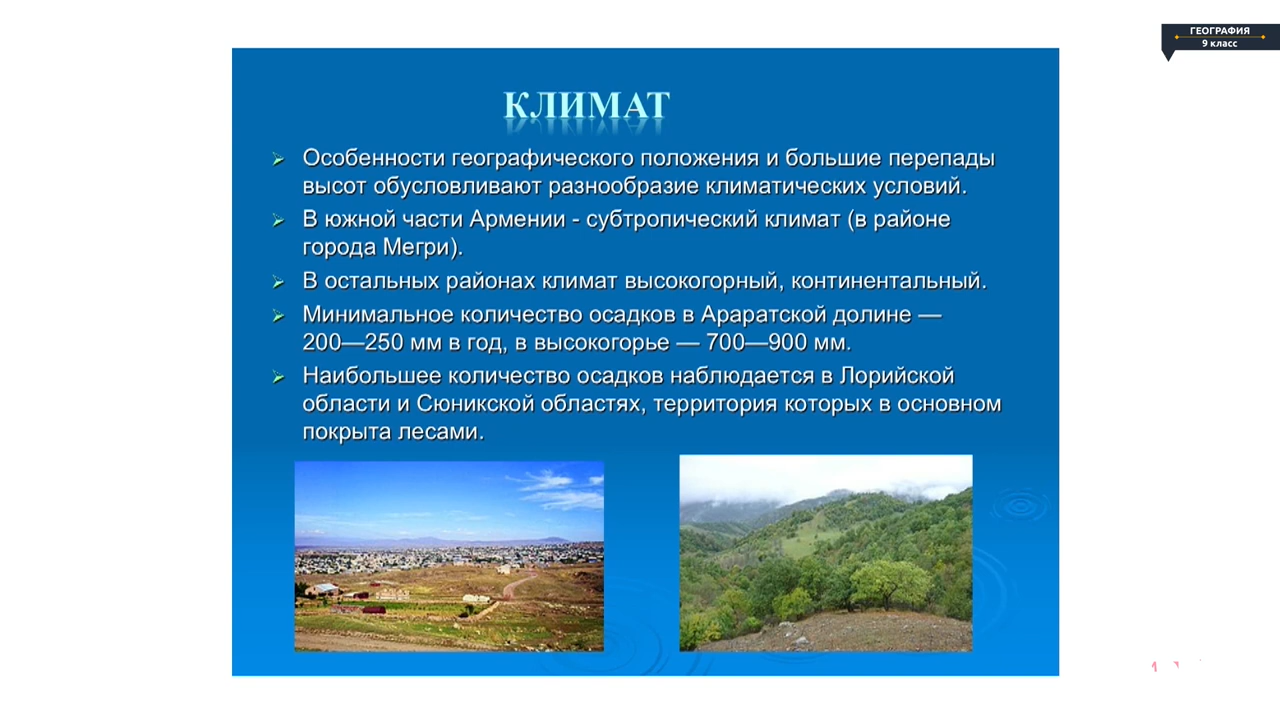 ГЕОГРАФИЯ
9 класс
КЛИМАТ
Особенности географического положения и большие перепады
высот обусловливают разнообразие климатических условий.
В южной части Армении - субтропический климат (в районе
города Мегри).
В остальных районах климат высокогорный, континентальный.
Минимальное количество осадков в Араратской долине —
200—250 мм в год, в высокогорье — 700—900 мм.
Наибольшее количество осадков наблюдается в Лорийской
области и Сюникской областях, территория которых в основном
покрыта лесами.